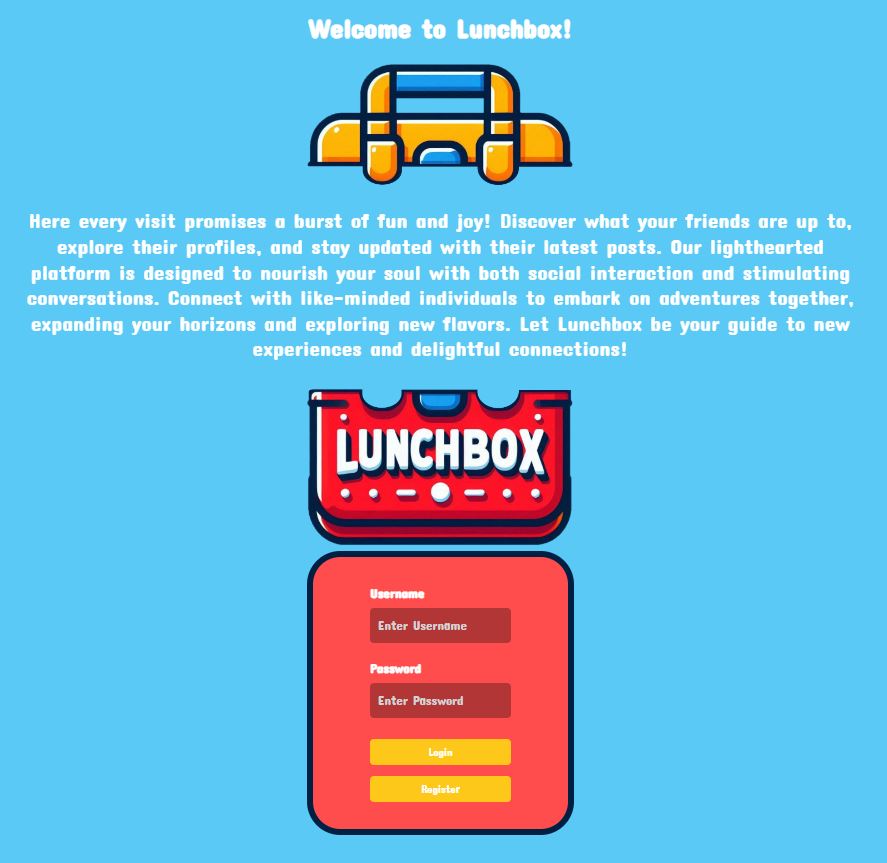 Welcome to Lunchbox!
Here every visit promises a burst of fun and joy! Discover what your friends are up to,
explore their profiles, and stay updated with their latest posts. Our lighthearted
platform is designed to nourish your soul with both social interaction and stimulating
conversations. Connect with like-minded individuals to embark on adventures together,
expanding your horizons and exploring new flavors. Let Lunchbox be your guide to new
experiences and delightful connections!
LUNCHBOX
Username
Enter Username
Password
Enter Password
Login
Register